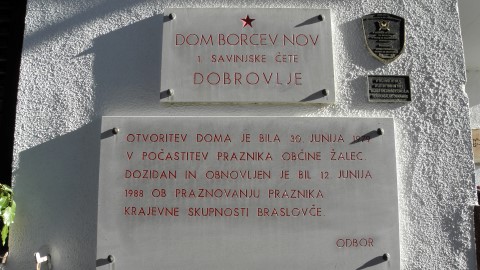 DOM BORCEV NOV
1 SAVINJSKE ČETE
DOBROVLJE
OTVORITEV DOMA JE BILA 30. JUNIJA
V POČASTITEV PRAZNIKA OBČINE ŽALEC.
DOZIDAN IN OBNOVLJEN JE BIL 12. JUNIJA
1988 OB PRAZNOVANJU PRAZNIKA
KRAJEVNE SKUPNOSTI BRASLOVČE.
ODBOR